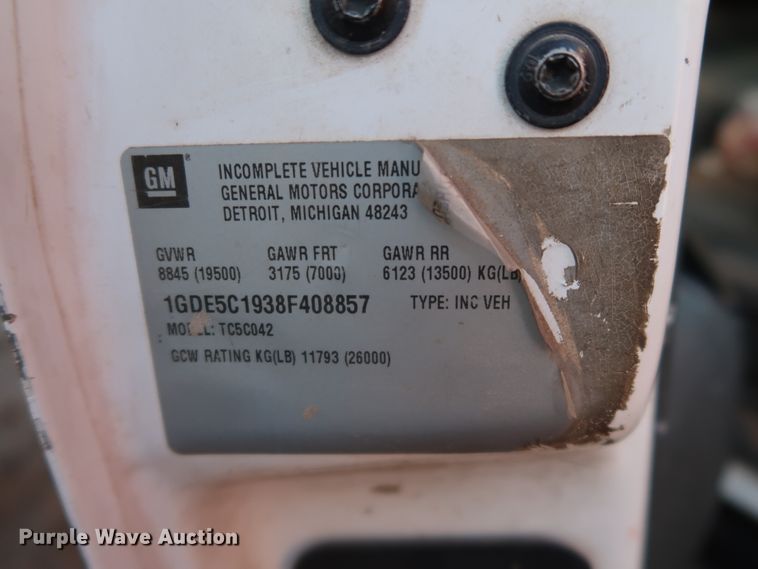 GM
INCOMPLETE VEHICLE MANU
GENERAL MOTORS CORPORA
DETROIT, MICHIGAN 48243
GVWR GAWR FRT GAWR RR
8845 (19500) 3175 (7000) 6123 (13500) KG(LB)
1GDE5C1938F408857 TYPE: INC VEH
MODEL: TC5C042
GCW RATING KG(LB) 11793 (26000)
Purple Wave Auction